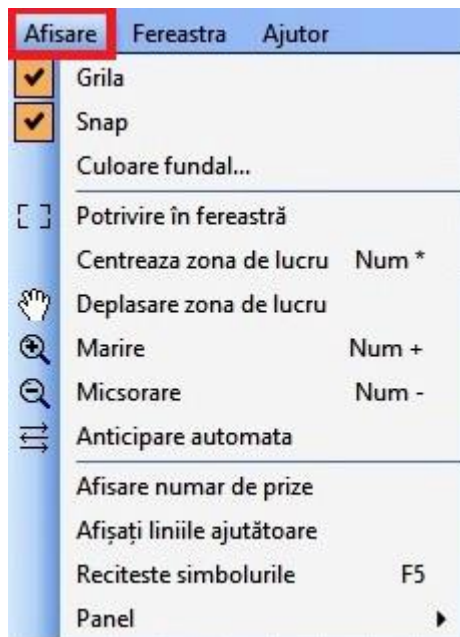 Afisare Fereastra Ajutor
Grila
Snap
Culoare fundal...
Potrivire în fereastră
Centreaza zona de lucru Num *
Deplasare zona de lucru
Marire Num +
Micsorare Num -
Anticipare automata
Afisare numar de prize
Afișați liniile ajutătoare
Reciteste simbolurile F5
Panel